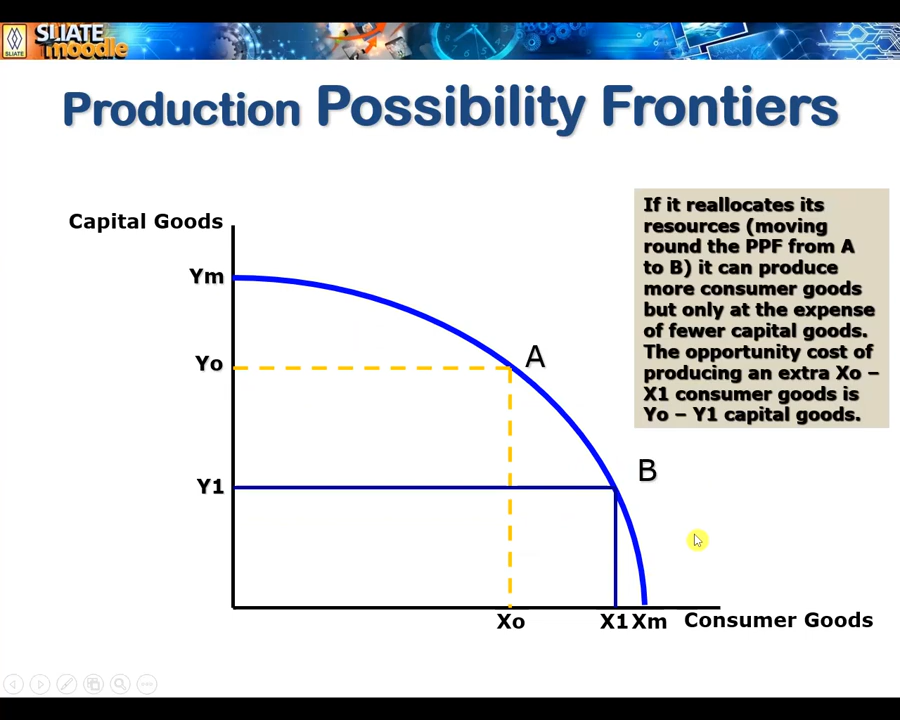 SLIATE
moodle
Production Possibility Frontiers
Capital Goods
Ym
Yo
Y1
A
B
Xo
X1
Xm
Consumer Goods
If it reallocates its
resources (moving
round the PPF from A
to B) it can produce
more consumer goods
but only at the expense
of fewer capital goods.
The opportunity cost of
producing an extra Xo –
X1 consumer goods is
Yo – Y1 capital goods.